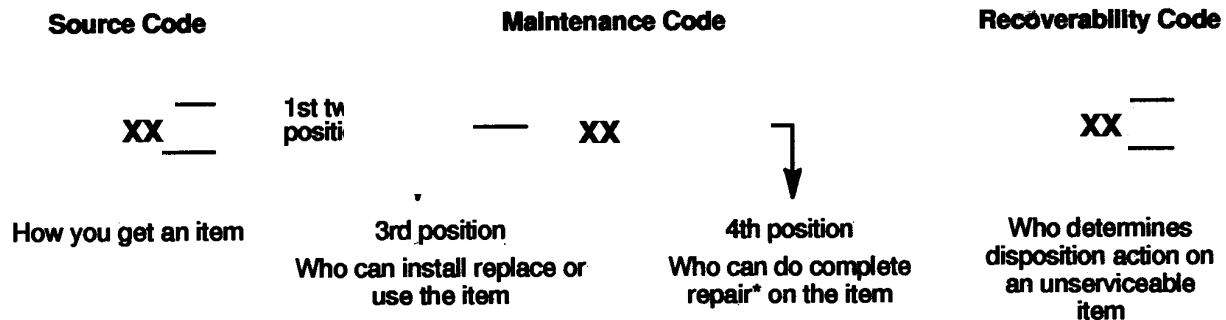 Source Code
Maintenance Code
Recoverability Code
XX
1st
XX
XX
How you get an item
3rd position
Who can install replace or
use the item
4th position
Who can do complete
repair* on the item
Who determines
disposition action on
an unserviceable
item